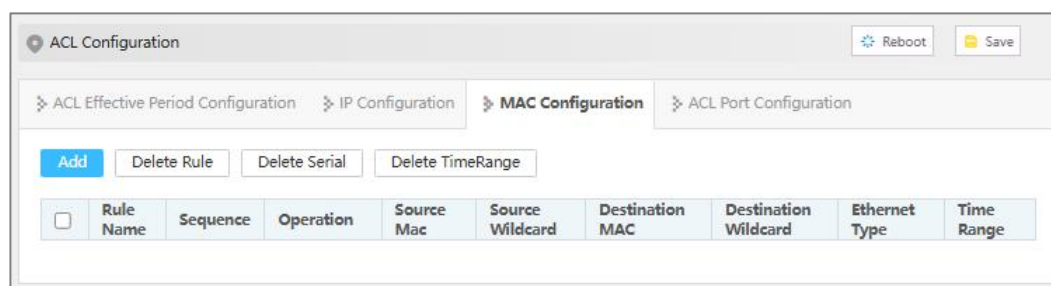 ACL Configuration Reboot Save
ACL Effective Period Configuration IP Configuration MAC Configuration ACL Port Configuration
Add Delete Rule Delete Serial Delete TimeRange
Rule Name Sequence Operation Source Mac Source Wildcard Destination MAC Destination Wildcard Ethernet Type Time Range